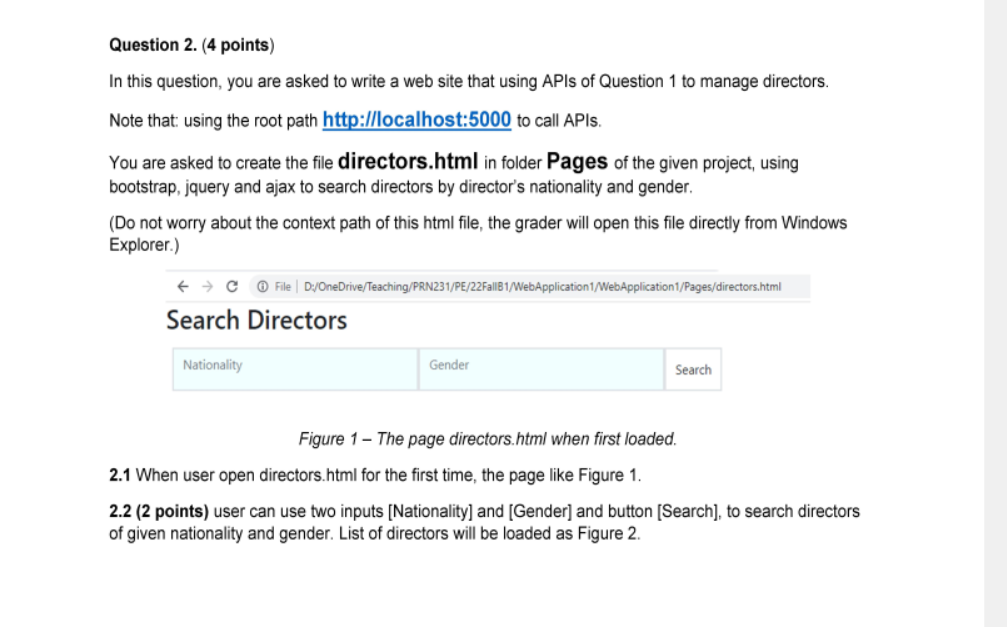 Question 2. (4 points)
In this question, you are asked to write a web site that using APIs of Question 1 to manage directors.
Note that: using the root path http://localhost:5000 to call APIs.
You are asked to create the file directors.html in folder Pages of the given project, using
bootstrap, jquery and ajax to search directors by director's nationality and gender.
(Do not worry about the context path of this html file, the grader will open this file directly from Windows
Explorer.)
File | D:/OneDrive/Teaching/PRN231/PE/22FallB1/WebApplication1/WebApplication1/Pages/directors.html
Search Directors
Nationality Gender Search
Figure 1 – The page directors.html when first loaded.
2.1 When user open directors.html for the first time, the page like Figure 1.
2.2 (2 points) user can use two inputs [Nationality] and [Gender] and button [Search], to search directors
of given nationality and gender. List of directors will be loaded as Figure 2.